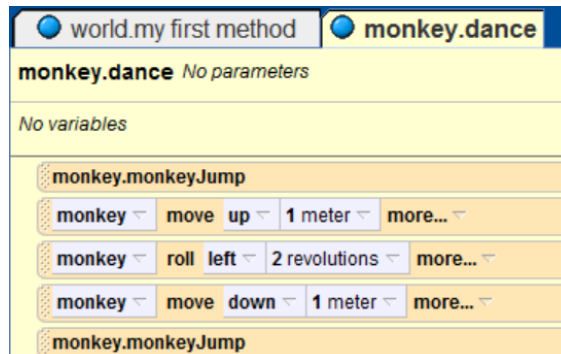 world.my first method monkey.dance
monkey.dance No parameters
No variables
monkey.monkeyJump
monkey move up 1 meter more...
monkey roll left 2 revolutions more...
monkey move down 1 meter more...
monkey.monkeyJump